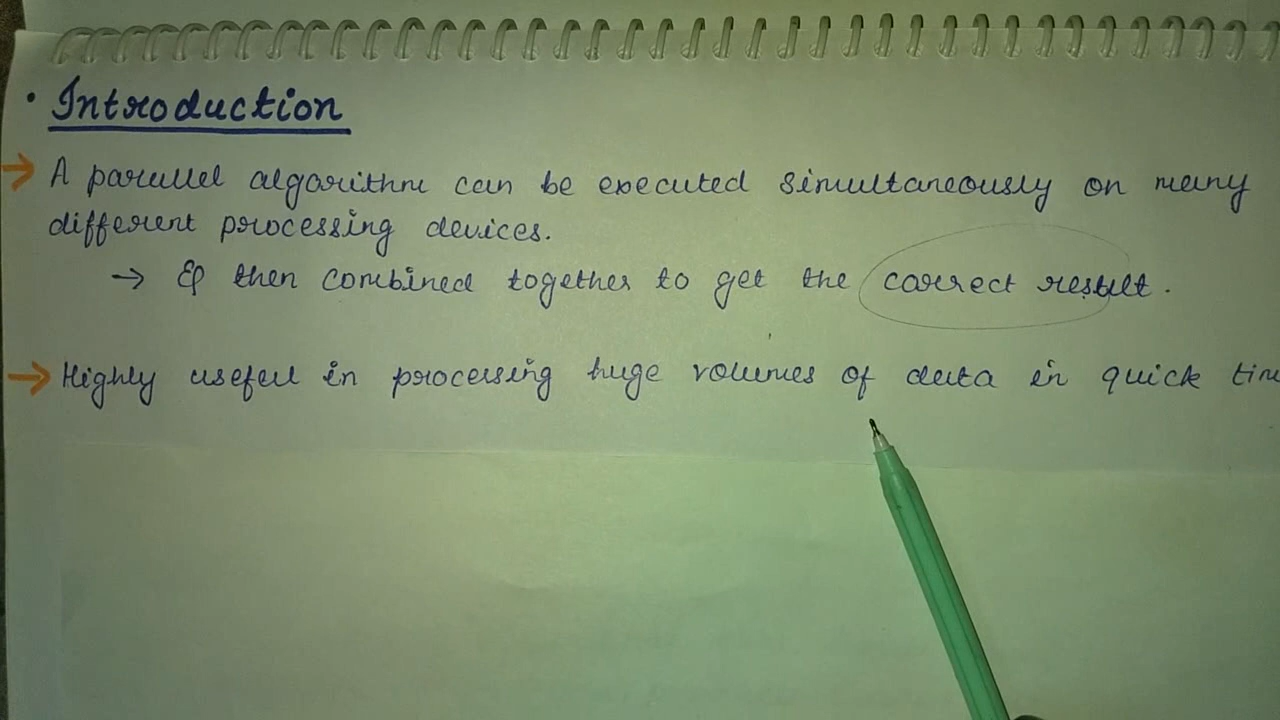 • Introduction
→ A parallel algorithm can be executed simultaneously on many
different processing devices.
→ & then combined together to get the correct result.
→ Highly useful in processing huge volumes of data in quick